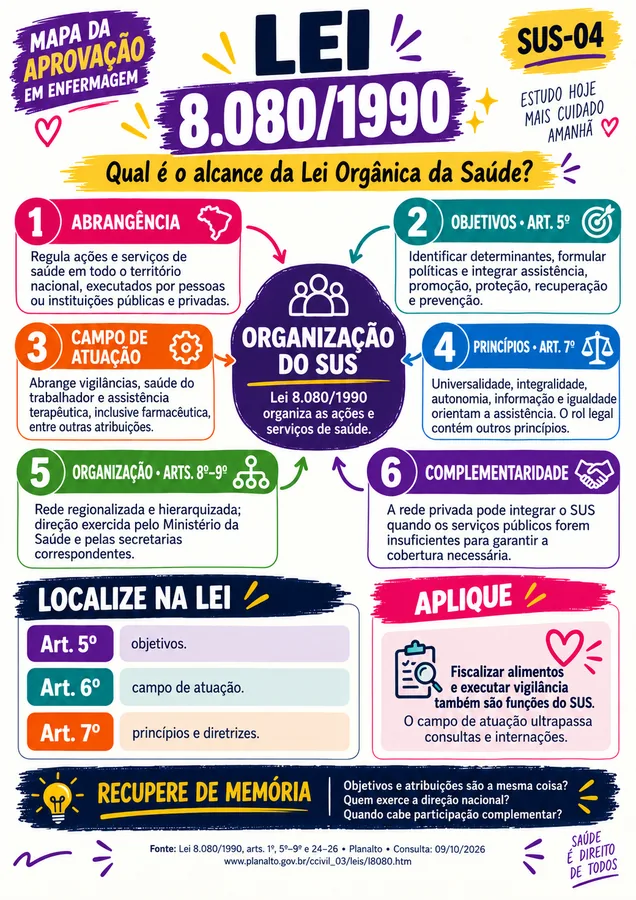 MAPA DA
APROVAÇÃO
EM ENFERMAGEM
LEI
8.080/1990
SUS-04
ESTUDO HOJE
MAIS CUIDADO
AMANHÃ
Qual é o alcance da Lei Orgânica da Saúde?
1 ABRANGÊNCIA
Regula ações e serviços de
saúde em todo o território
nacional, executados por pessoas
ou instituições públicas e privadas.
2 OBJETIVOS • ART. 5º
Identificar determinantes, formular
políticas e integrar assistência,
promoção, proteção, recuperação
e prevenção.
3 CAMPO DE
ATUAÇÃO
Abrange vigilâncias, saúde do
trabalhador e assistência
terapêutica, inclusive farmacêutica,
entre outras atribuições.
ORGANIZAÇÃO
DO SUS
Lei 8.080/1990
organiza as ações e
serviços de saúde.
4 PRINCÍPIOS • ART. 7º
Universalidade, integralidade,
autonomia, informação e igualdade
orientam a assistência. O rol legal
contém outros princípios.
5 ORGANIZAÇÃO • ARTS. 8º-9º
Rede regionalizada e hierarquizada;
direção exercida pelo Ministério da
Saúde e pelas secretarias
correspondentes.
6 COMPLEMENTARIDADE
A rede privada pode integrar o SUS
quando os serviços públicos forem
insuficientes para garantir a
cobertura necessária.
LOCALIZE NA LEI
Art. 5º objetivos.
Art. 6º campo de atuação.
Art. 7º princípios e diretrizes.
APLIQUE
Fiscalizar alimentos
e executar vigilância
também são funções do SUS.
O campo de atuação ultrapassa
consultas e internações.
RECUPERE DE MEMÓRIA
Objetivos e atribuições são a mesma coisa?
Quem exerce a direção nacional?
Quando cabe participação complementar?
Fonte: Lei 8.080/1990, arts. 1º, 5º-9º e 24-26 • Planalto • Consulta: 09/10/2026
www.planalto.gov.br/ccivil_03/leis/l8080.htm
SAÚDE
É DIREITO
DE TODOS